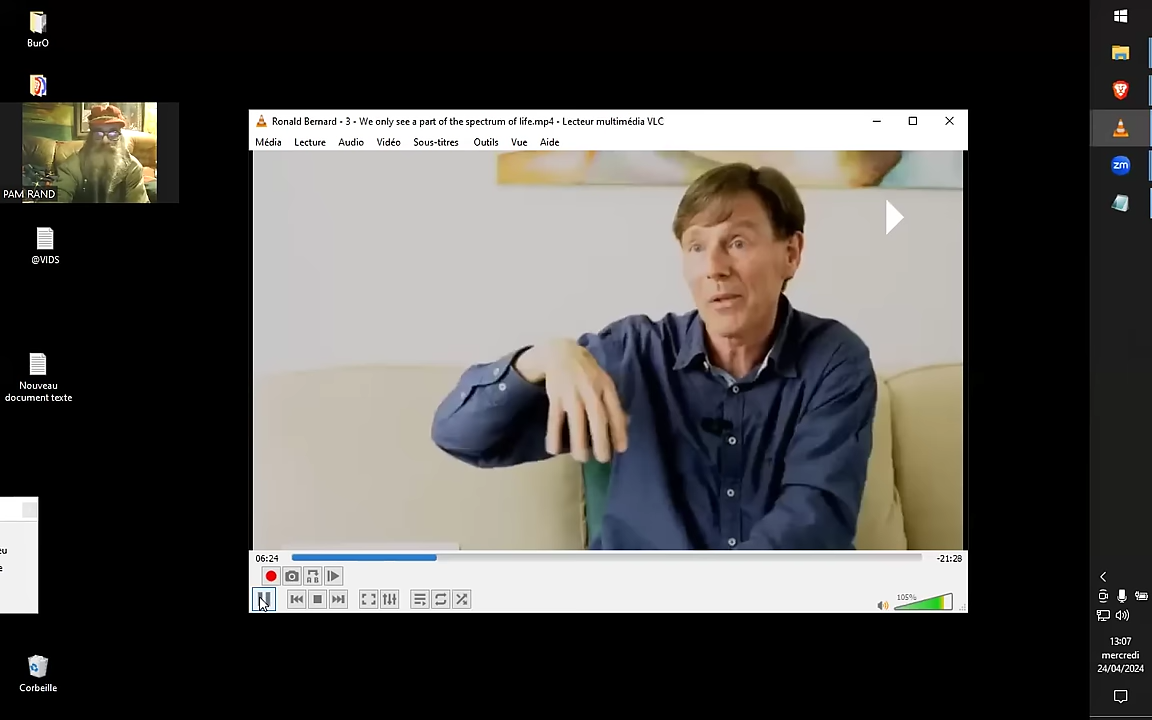 BurO
PAM RAND
@VIDS
Nouveau
document texte
eu
e
Corbeille
Ronald Bernard - 3 - We only see a part of the spectrum of life.mp4 - Lecteur multimédia VLC
Média Lecture Audio Vidéo Sous-titres Outils Vue Aide
06:24
-21:28
A B
105%
zm
13:07
mercredi
24/04/2024